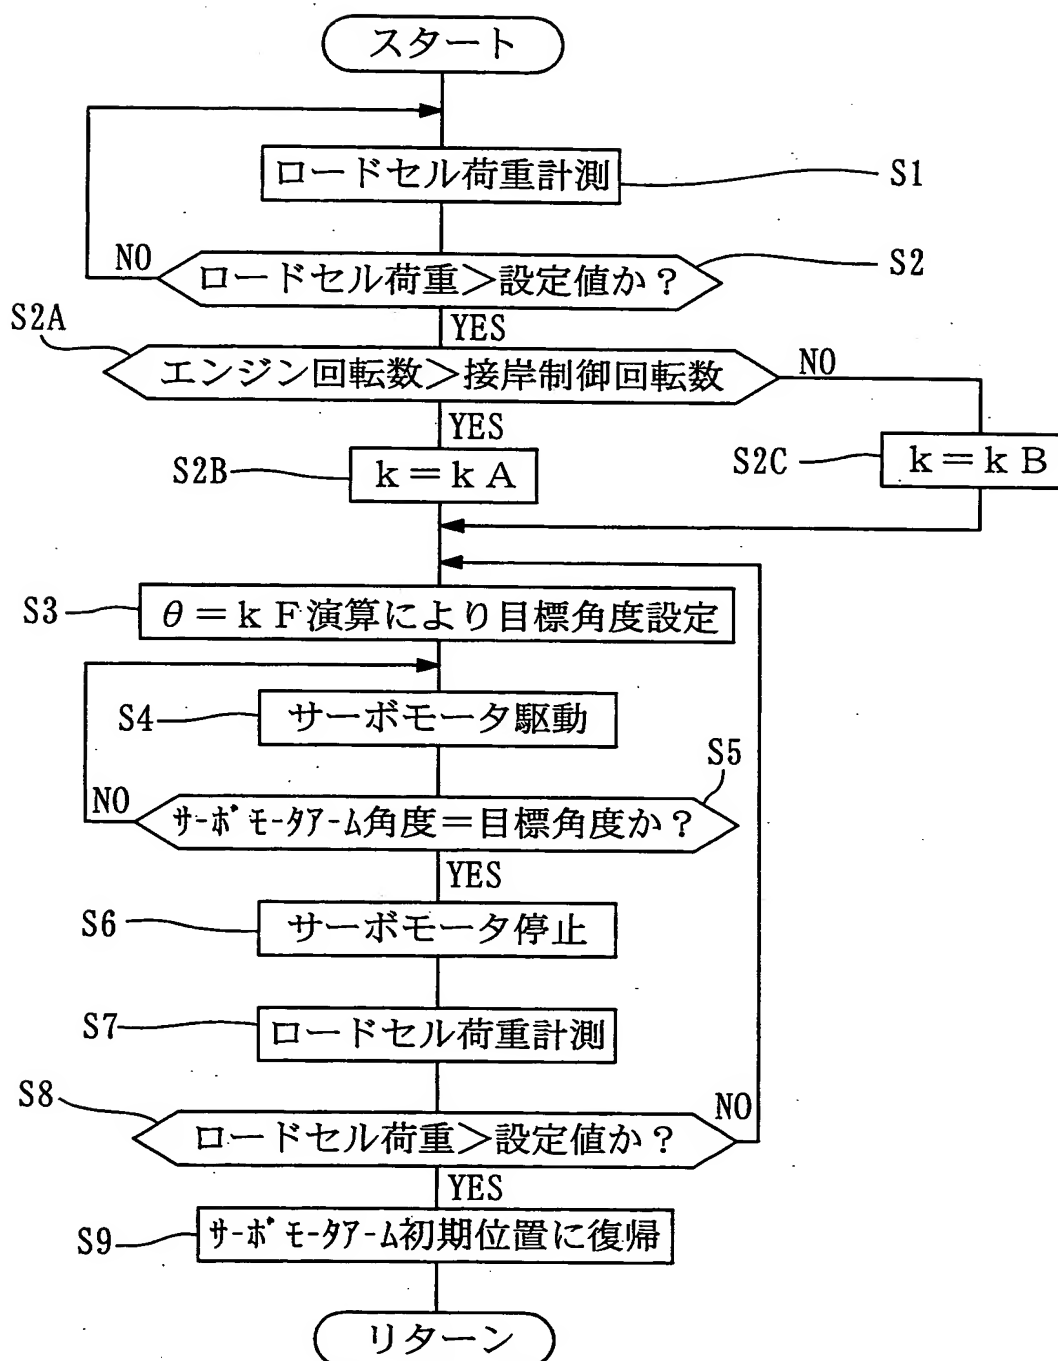 スタート
ロードセル荷重計測
S1
NO
ロードセル荷重>設定値か?
S2
YES
S2A
エンジン回転数>接岸制御回転数
NO
YES
S2B
k=kA
S2C
k=kB
S3
θ=kF演算により目標角度設定
S4
サーボモータ駆動
S5
NO
サーボモータアーム角度=目標角度か?
YES
S6
サーボモータ停止
S7
ロードセル荷重計測
S8
ロードセル荷重>設定値か?
NO
YES
S9
サーボモータアーム初期位置に復帰
リターン